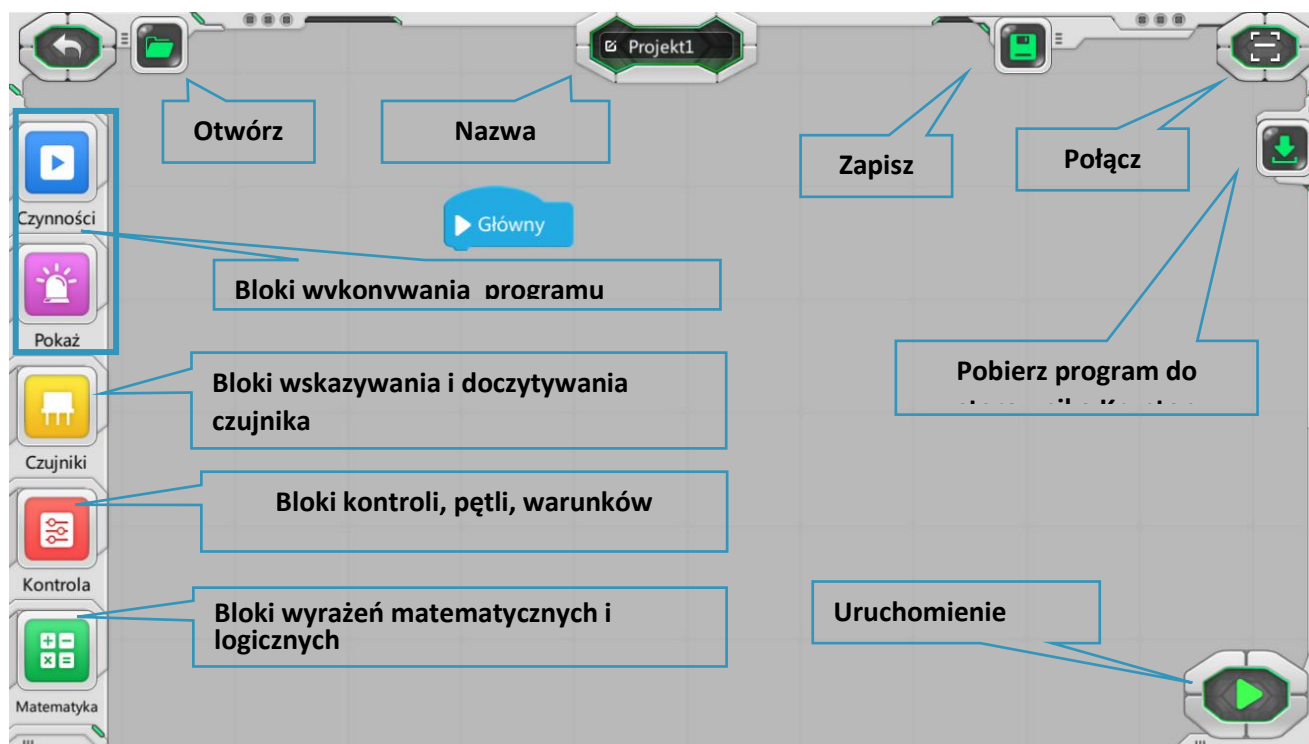 Projekt1
Otwórz
Nazwa
Zapisz
Połącz
Czynności
Główny
Bloki wykonywania programu
Pokaż
Bloki wskazywania i doczytywania
czujnika
Pobierz program do
Czujniki
Bloki kontroli, pętli, warunków
Kontrola
Bloki wyrażeń matematycznych i
logicznych
Uruchomienie
Matematyka